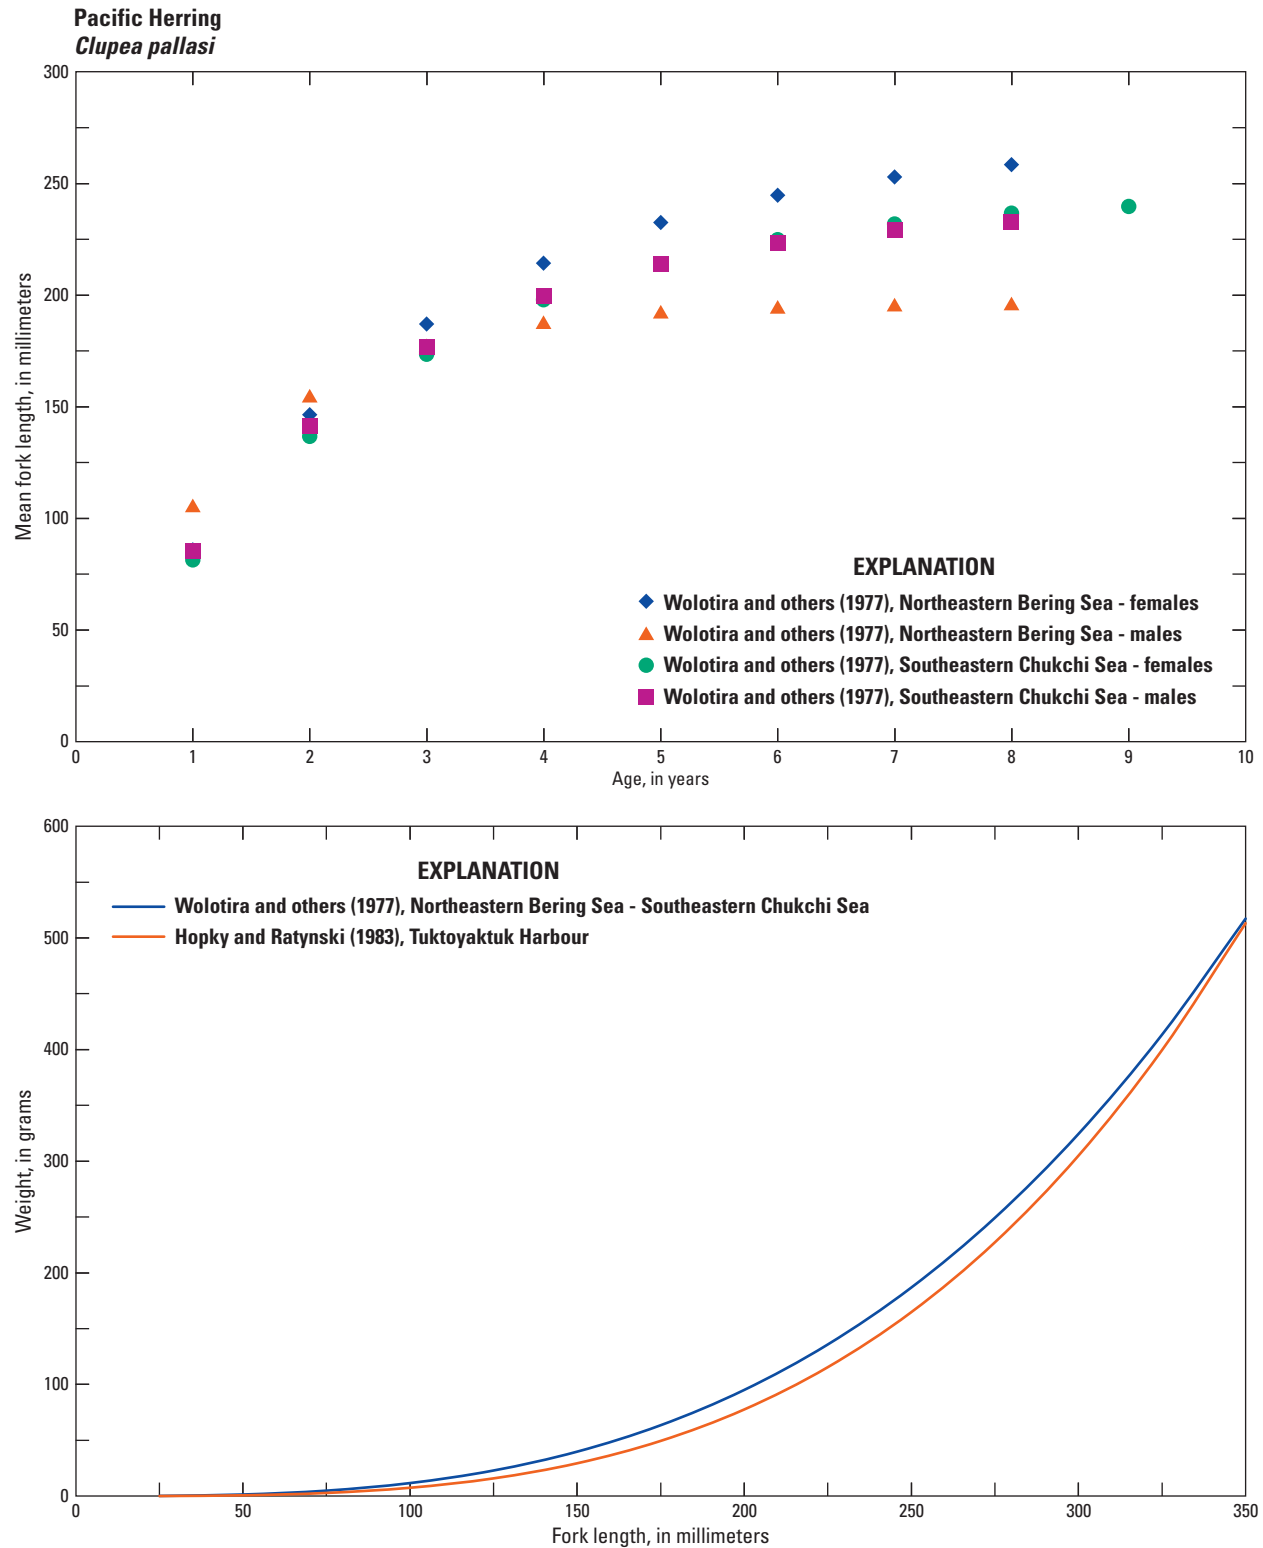 Pacific Herring
Clupea pallasi
300
250
200
150
100
50
0
Mean fork length, in millimeters
EXPLANATION
Wolotira and others (1977), Northeastern Bering Sea - females
Wolotira and others (1977), Northeastern Bering Sea - males
Wolotira and others (1977), Southeastern Chukchi Sea - females
Wolotira and others (1977), Southeastern Chukchi Sea - males
0 1 2 3 4 5 6 7 8 9 10
Age, in years
600
500
400
300
200
100
0
Weight, in grams
EXPLANATION
Wolotira and others (1977), Northeastern Bering Sea - Southeastern Chukchi Sea
Hopky and Ratynski (1983), Tuktoyaktuk Harbour
0 50 100 150 200 250 300 350
Fork length, in millimeters